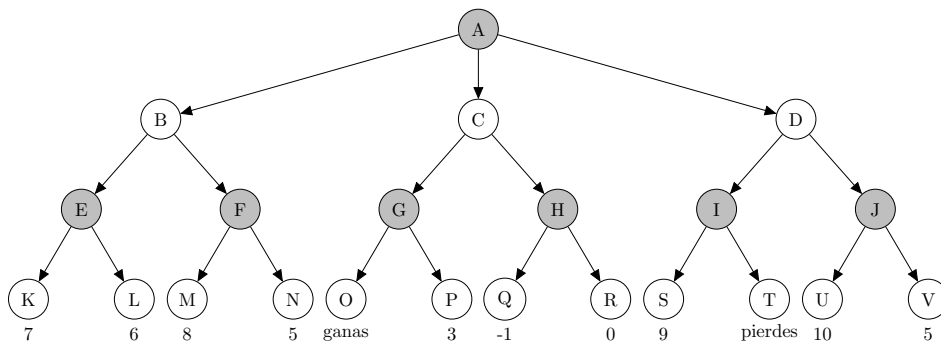 A
B C D
E F G H I J
K L M N O P Q R S T U V
7 6 8 5 ganas 3 -1 0 9 pierdes 10 5